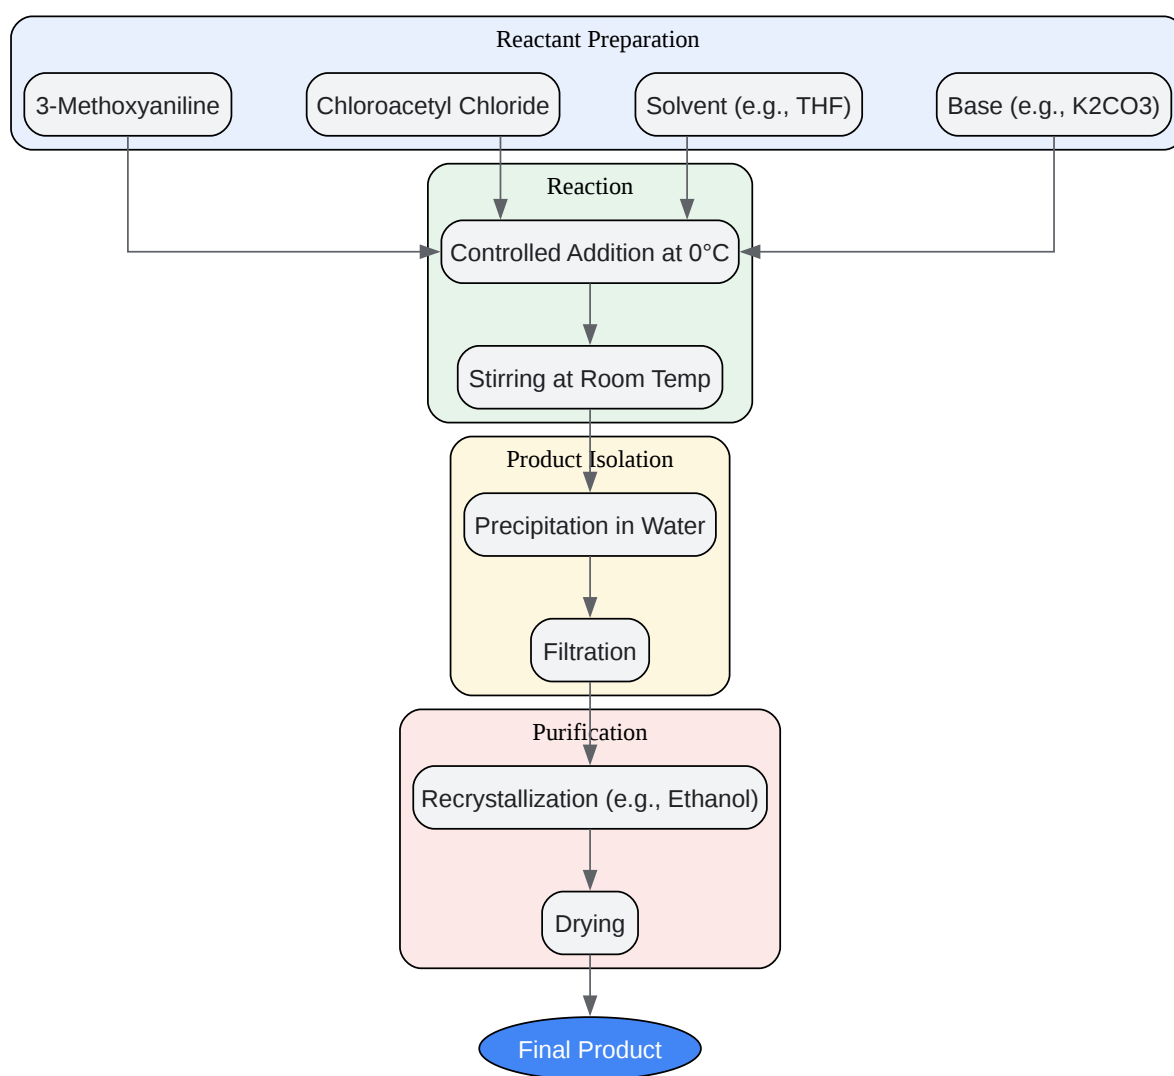 Reactant Preparation
3-Methoxyaniline
Chloroacetyl Chloride
Solvent (e.g., THF)
Base (e.g., K2CO3)
Reaction
Controlled Addition at 0°C
Stirring at Room Temp
Product Isolation
Precipitation in Water
Filtration
Purification
Recrystallization (e.g., Ethanol)
Drying
Final Product